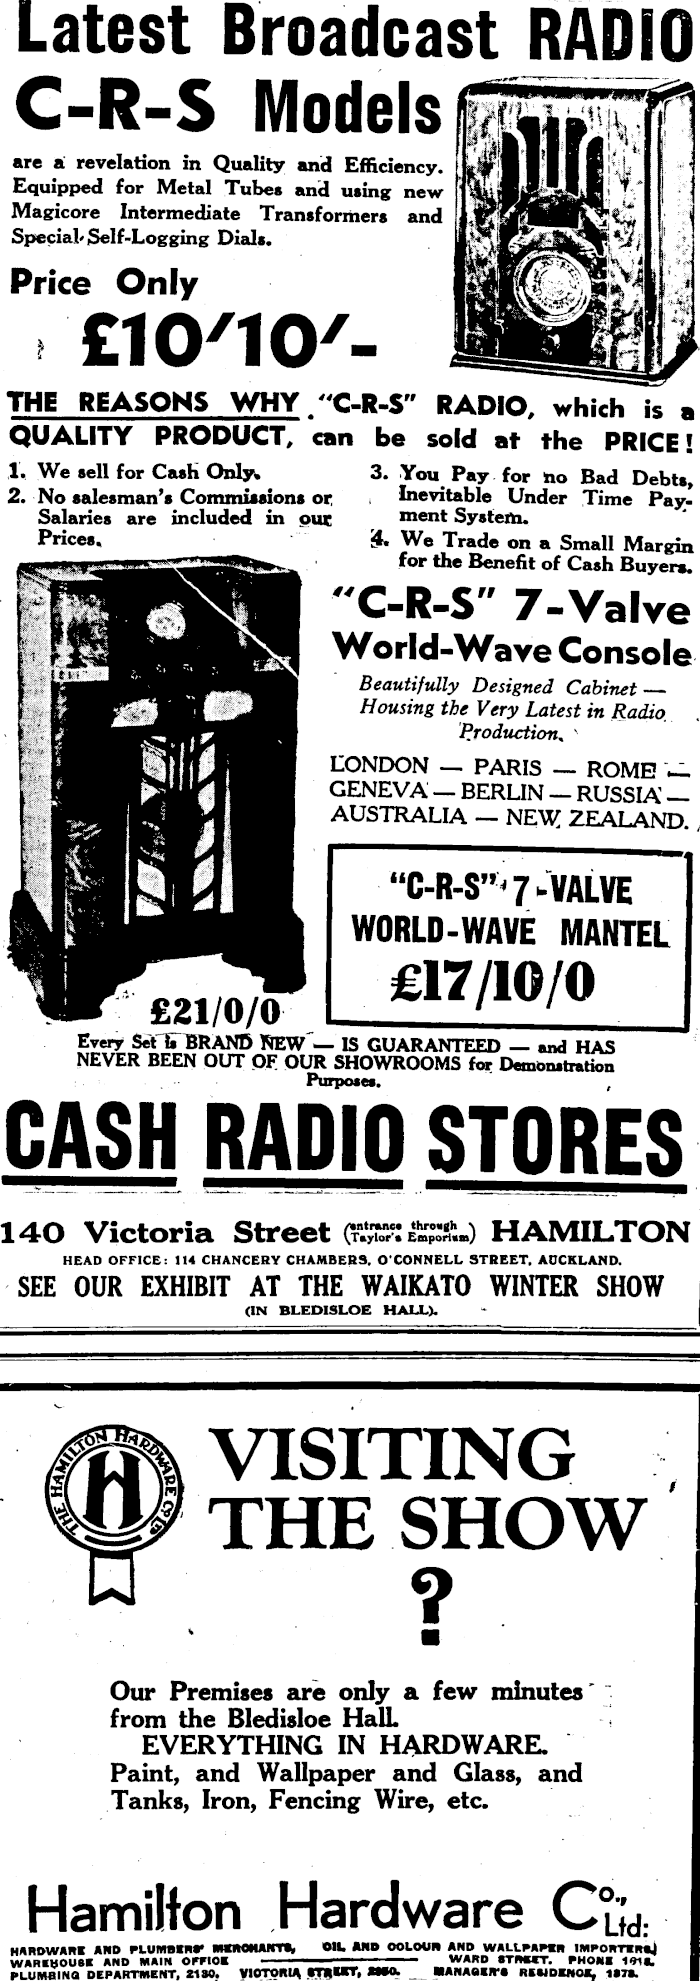 Latest Broadcast RADIO
C-R-S Models
are a revelation in Quality and Efficiency.
Equipped for Metal Tubes and using new
Magicore Intermediate Transformers and
Special Self-Logging Dials.
Price Only
£10/10/-
THE REASONS WHY "C-R-S" RADIO, which is a
QUALITY PRODUCT, can be sold at the PRICE!
1. We sell for Cash Only.
2. No salesman's Commissions or
Salaries are included in our
Prices.
3. You Pay for no Bad Debts,
Inevitable Under Time Pay-
ment System.
4. We Trade on a Small Margin
for the Benefit of Cash Buyers.
"C-R-S" 7-Valve
World-Wave Console
Beautifully Designed Cabinet —
Housing the Very Latest in Radio
Production.
LONDON — PARIS — ROME —
GENEVA — BERLIN — RUSSIA —
AUSTRALIA — NEW ZEALAND.
"C-R-S" 7-VALVE
WORLD-WAVE MANTEL
£17/10/0
£21/0/0
Every Set is BRAND NEW — IS GUARANTEED — and HAS
NEVER BEEN OUT OF OUR SHOWROOMS for Demonstration
Purposes.
CASH RADIO STORES
140 Victoria Street (entrance through Taylor's Emporium) HAMILTON
HEAD OFFICE: 114 CHANCERY CHAMBERS, O'CONNELL STREET, AUCKLAND.
SEE OUR EXHIBIT AT THE WAIKATO WINTER SHOW
(IN BLEDISLOE HALL).
THE HAMILTON HARDWARE CO LTD
H
VISITING
THE SHOW
?
Our Premises are only a few minutes
from the Bledisloe Hall.
EVERYTHING IN HARDWARE.
Paint, and Wallpaper and Glass, and
Tanks, Iron, Fencing Wire, etc.
Hamilton Hardware Co., Ltd:
HARDWARE AND PLUMBERS' MERCHANTS, OIL AND COLOUR AND WALLPAPER IMPORTERS,
WAREHOUSE AND MAIN OFFICE WARD STREET. PHONE 1918.
PLUMBING DEPARTMENT, 2130. VICTORIA STREET, MANAGER'S RESIDENCE, 1878.